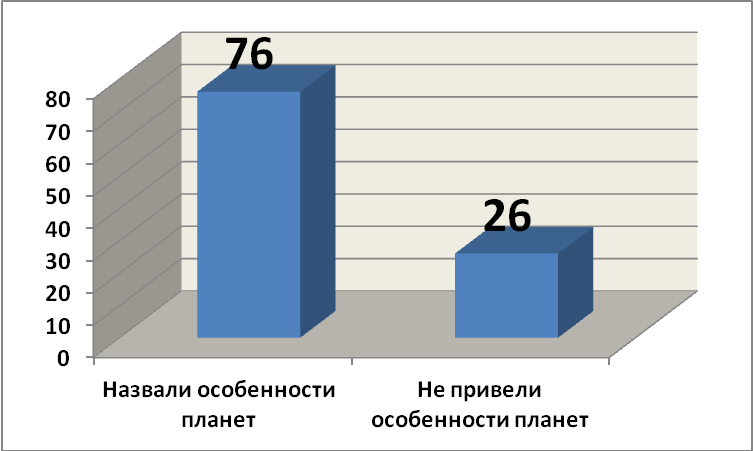 76
26
80
70
60
50
40
30
20
10
0
Назвали особенности
планет
Не привели
особенности планет